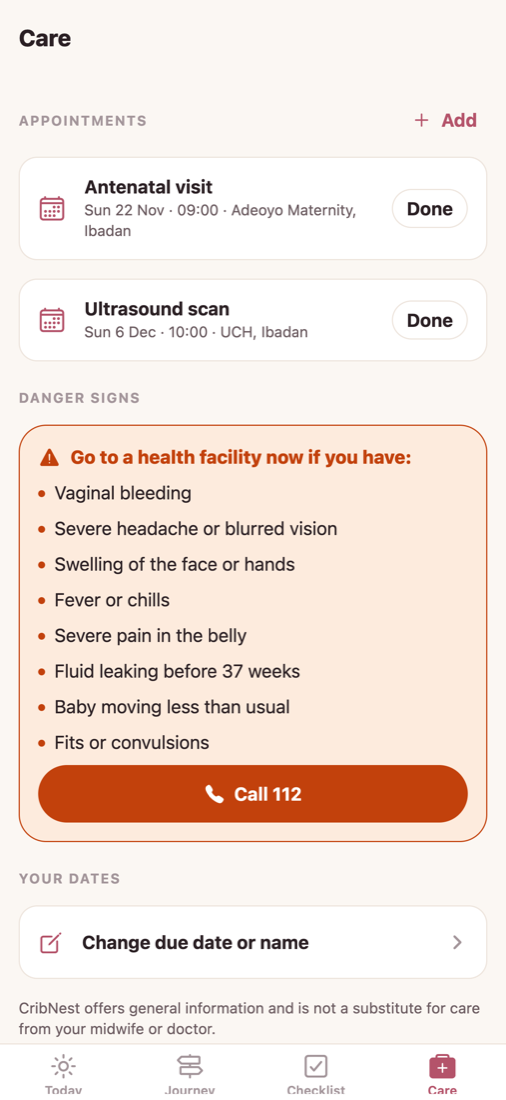 Care
APPOINTMENTS
+ Add
Antenatal visit
Sun 22 Nov · 09:00 · Adeoyo Maternity,
Ibadan
Done
Ultrasound scan
Sun 6 Dec · 10:00 · UCH, Ibadan
Done
DANGER SIGNS
Go to a health facility now if you have:
• Vaginal bleeding
• Severe headache or blurred vision
• Swelling of the face or hands
• Fever or chills
• Severe pain in the belly
• Fluid leaking before 37 weeks
• Baby moving less than usual
• Fits or convulsions
Call 112
YOUR DATES
Change due date or name
CribNest offers general information and is not a substitute for care
from your midwife or doctor.
Today
Journey
Checklist
Care